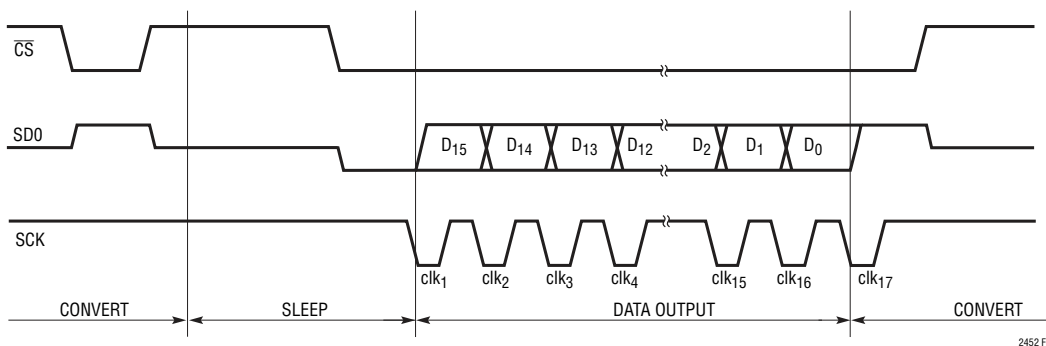 C̅S̅
SD0
D₁₅ D₁₄ D₁₃ D₁₂ D₂ D₁ D₀
SCK
clk₁ clk₂ clk₃ clk₄ clk₁₅ clk₁₆ clk₁₇
CONVERT SLEEP DATA OUTPUT CONVERT
2452 F